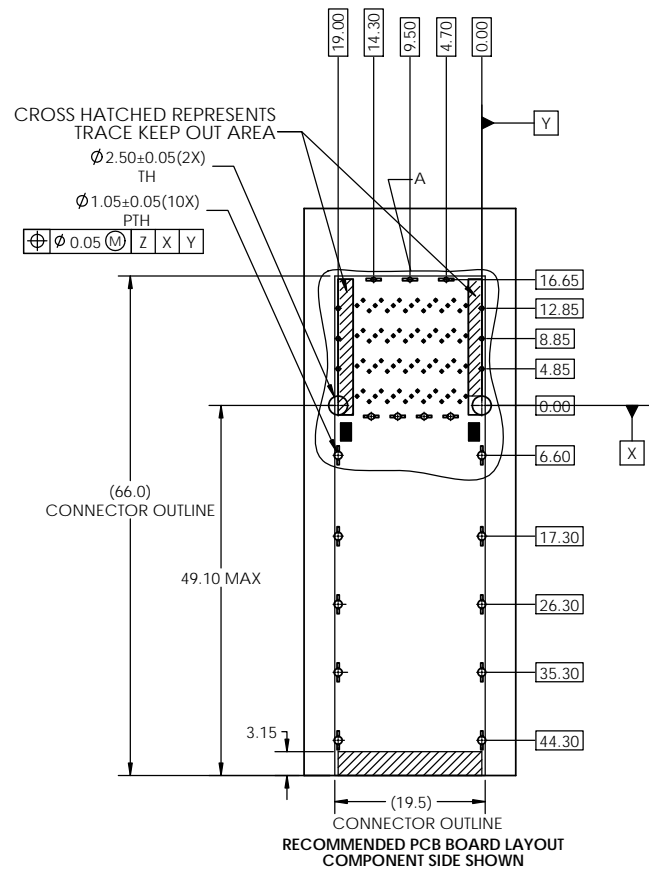 19.00
14.30
9.50
4.70
0.00
Y
CROSS HATCHED REPRESENTS
TRACE KEEP OUT AREA
Ø2.50±0.05(2X)
TH
A
Ø1.05±0.05(10X)
PTH
⌖ Ø 0.05 Ⓜ Z X Y
16.65
12.85
8.85
4.85
0.00
X
6.60
(66.0)
CONNECTOR OUTLINE
17.30
49.10 MAX
26.30
35.30
3.15
44.30
(19.5)
CONNECTOR OUTLINE
RECOMMENDED PCB BOARD LAYOUT
COMPONENT SIDE SHOWN